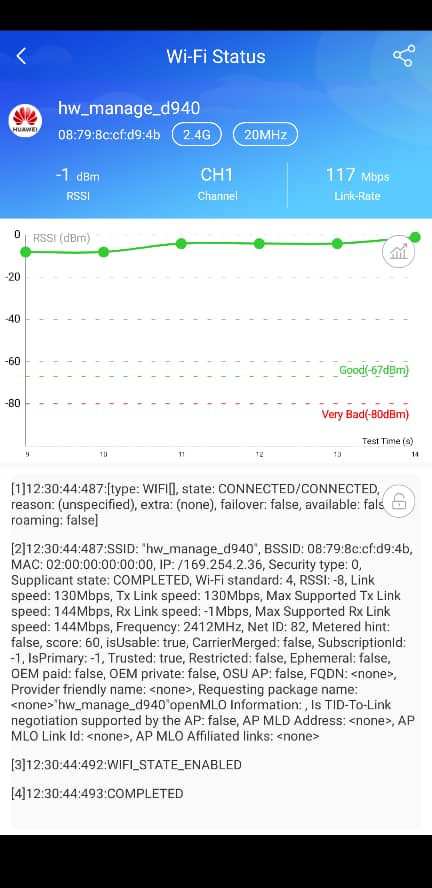 Wi-Fi Status
HUAWEI
hw_manage_d940
08:79:8c:cf:d9:4b 2.4G 20MHz
-1 dBm CH1 117 Mbps
RSSI Channel Link-Rate
RSSI (dBm)
0
-20
-40
-60
Good(-67dBm)
-80
Very Bad(-80dBm)
Test Time (s)
9 10 11 12 13 14
[1]12:30:44:487:[type: WIFI[], state: CONNECTED/CONNECTED,
reason: (unspecified), extra: (none), failover: false, available: fals
roaming: false]
[2]12:30:44:487:SSID: "hw_manage_d940", BSSID: 08:79:8c:cf:d9:4b,
MAC: 02:00:00:00:00:00, IP: /169.254.2.36, Security type: 0,
Supplicant state: COMPLETED, Wi-Fi standard: 4, RSSI: -8, Link
speed: 130Mbps, Tx Link speed: 130Mbps, Max Supported Tx Link
speed: 144Mbps, Rx Link speed: -1Mbps, Max Supported Rx Link
speed: 144Mbps, Frequency: 2412MHz, Net ID: 82, Metered hint:
false, score: 60, isUsable: true, CarrierMerged: false, SubscriptionId:
-1, IsPrimary: -1, Trusted: true, Restricted: false, Ephemeral: false,
OEM paid: false, OEM private: false, OSU AP: false, FQDN: <none>,
Provider friendly name: <none>, Requesting package name:
<none>"hw_manage_d940"openMLO Information: , Is TID-To-Link
negotiation supported by the AP: false, AP MLD Address: <none>, AP
MLO Link Id: <none>, AP MLO Affiliated links: <none>
[3]12:30:44:492:WIFI_STATE_ENABLED
[4]12:30:44:493:COMPLETED